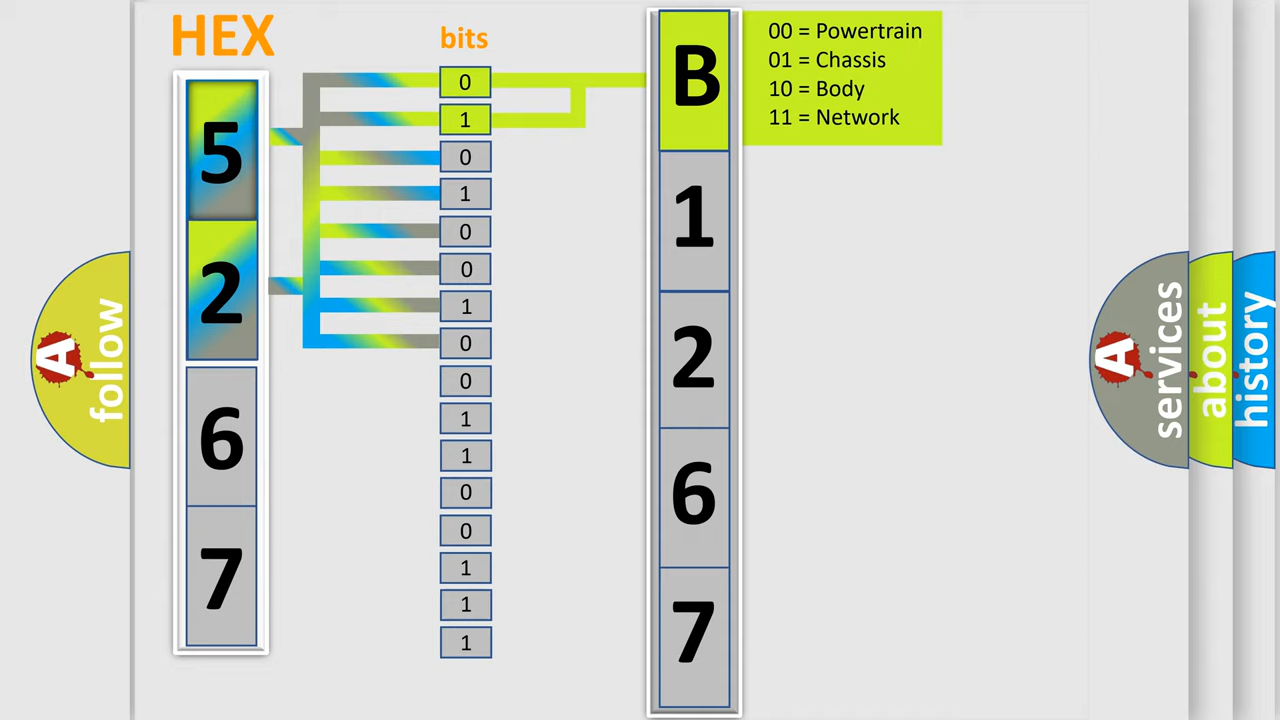 HEX
bits
5
2
6
7
0
1
0
1
0
0
1
0
0
1
1
0
0
1
1
1
B
1
2
6
7
00 = Powertrain
01 = Chassis
10 = Body
11 = Network
A
follow
A
services
about
history